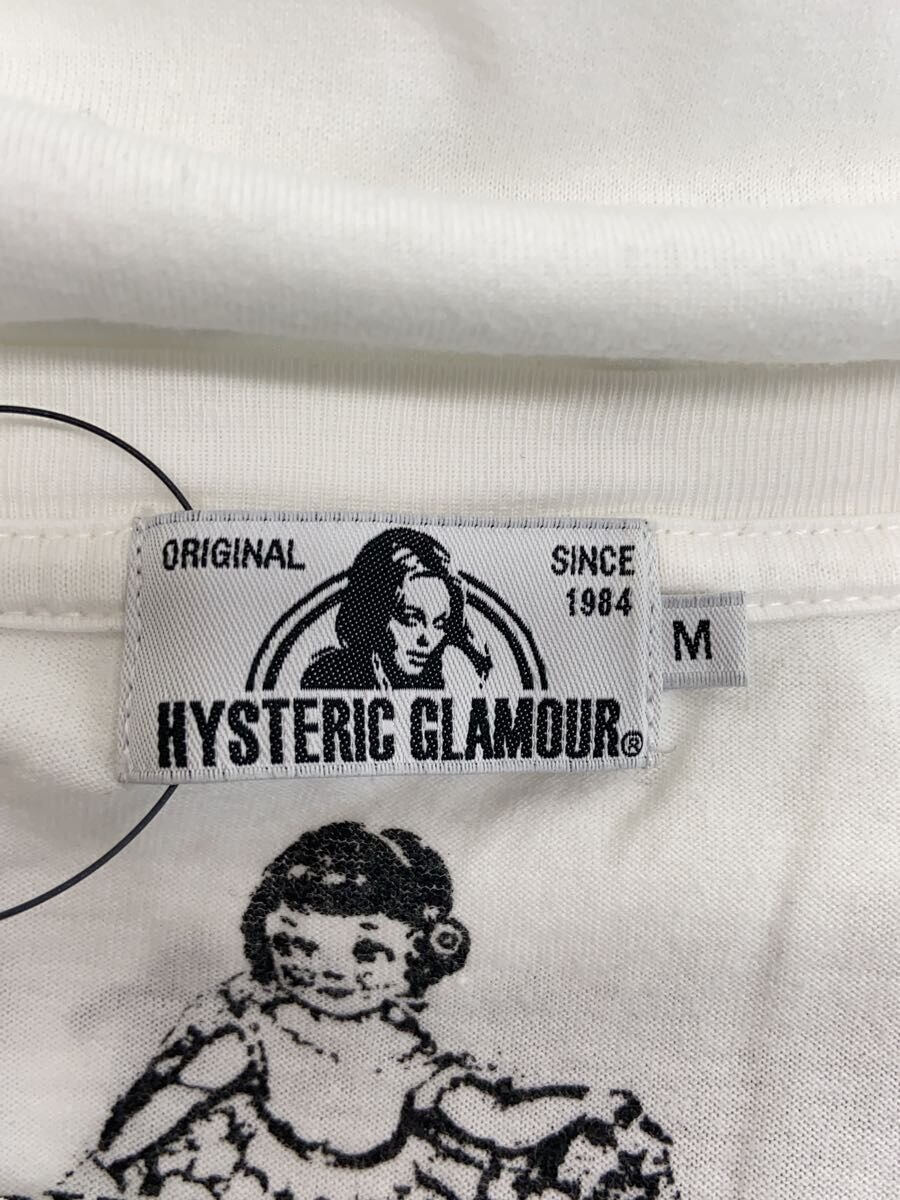 ORIGINAL
SINCE
1984
M
HYSTERIC GLAMOUR®